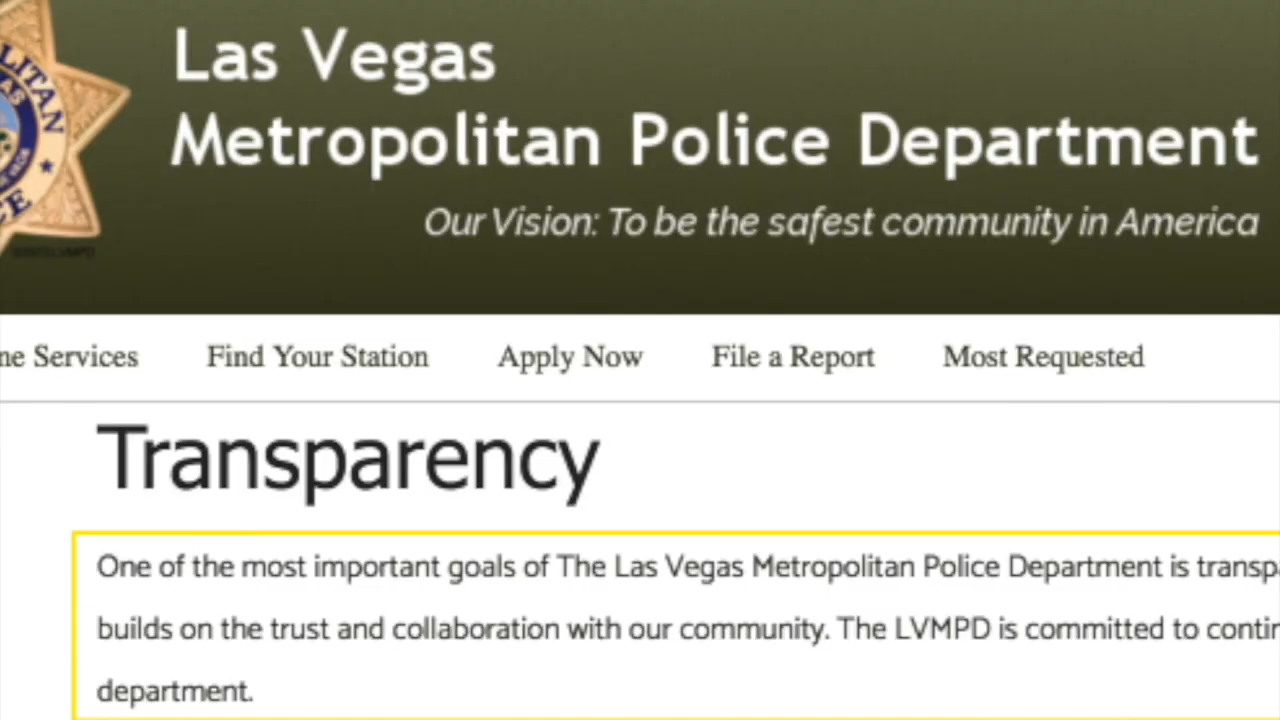 Las Vegas
Metropolitan Police Department
Our Vision: To be the safest community in America
Services
Find Your Station
Apply Now
File a Report
Most Requested
Transparency
One of the most important goals of The Las Vegas Metropolitan Police Department is
builds on the trust and collaboration with our community. The LVMPD is committed to
department.